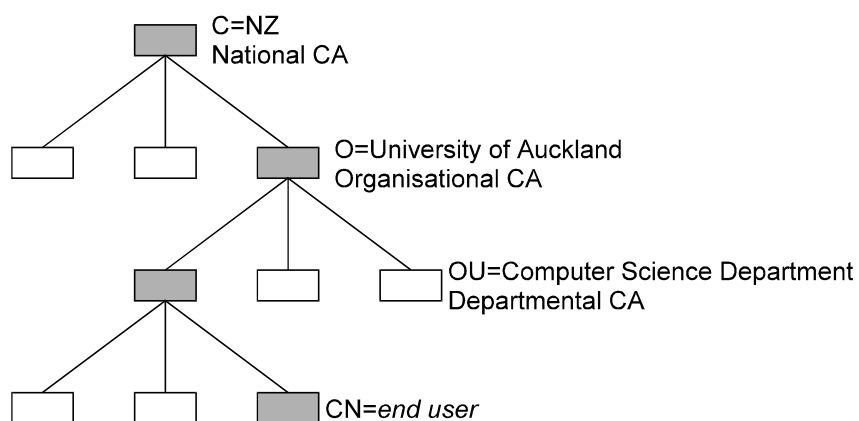 C=NZ
National CA
O=University of Auckland
Organisational CA
OU=Computer Science Department
Departmental CA
CN=end user